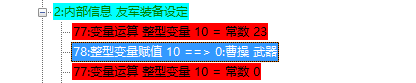 2:内部信息 友军装备设定
77:变量运算 整型变量 10 = 常数 23
78:整型变量赋值 10 ==> 0:曹操 武器
77:变量运算 整型变量 10 = 常数 0